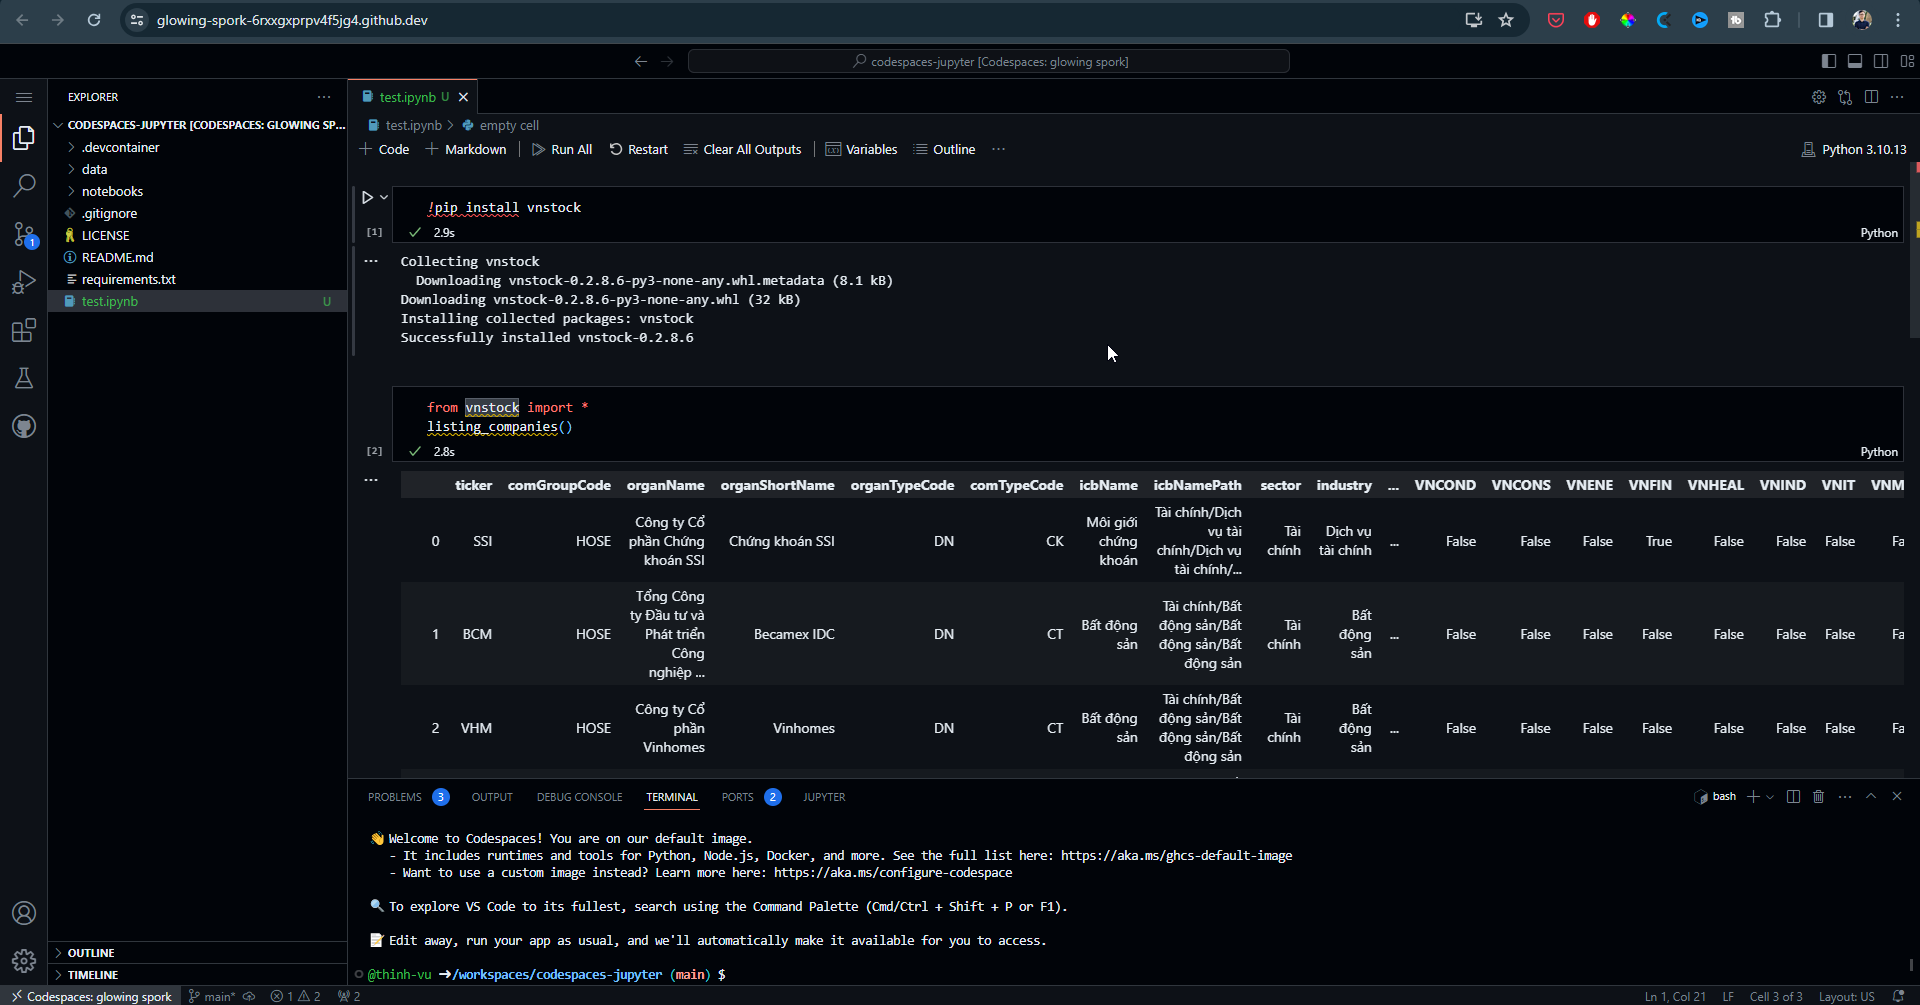 glowing-spork-6rxxgxprpv4f5jg4.github.dev
codespaces-jupyter [Codespaces: glowing spork]
EXPLORER
CODESPACES-JUPYTER [CODESPACES: GLOWING SP...
.devcontainer
data
notebooks
.gitignore
LICENSE
README.md
requirements.txt
test.ipynb U
OUTLINE
TIMELINE
test.ipynb U
test.ipynb > empty cell
Code Markdown Run All Restart Clear All Outputs Variables Outline ... Python 3.10.13
!pip install vnstock
[1] 2.9s Python
Collecting vnstock
Downloading vnstock-0.2.8.6-py3-none-any.whl.metadata (8.1 kB)
Downloading vnstock-0.2.8.6-py3-none-any.whl (32 kB)
Installing collected packages: vnstock
Successfully installed vnstock-0.2.8.6
from vnstock import *
listing_companies()
[2] 2.8s Python
ticker comGroupCode organName organShortName organTypeCode comTypeCode icbName icbNamePath sector industry ... VNCOND VNCONS VNENE VNFIN VNHEAL VNIND VNIT VNM
0 SSI HOSE Công ty Cổ phần Chứng khoán SSI Chứng khoán SSI DN CK Môi giới chứng khoán Tài chính/Dịch vụ tài chính/Dịch vụ tài chính/... Tài chính Dịch vụ tài chính ... False False False True False False False Fa
1 BCM HOSE Tổng Công ty Đầu tư và Phát triển Công nghiệp ... Becamex IDC DN CT Bất động sản Tài chính/Bất động sản/Bất động sản/Bất động sản Tài chính Bất động sản ... False False False False False False False Fa
2 VHM HOSE Công ty Cổ phần Vinhomes Vinhomes DN CT Bất động sản Tài chính/Bất động sản/Bất động sản/Bất động sản Tài chính Bất động sản ... False False False False False False False Fa
PROBLEMS 3 OUTPUT DEBUG CONSOLE TERMINAL PORTS 2 JUPYTER bash
👋 Welcome to Codespaces! You are on our default image.
- It includes runtimes and tools for Python, Node.js, Docker, and more. See the full list here: https://aka.ms/ghcs-default-image
- Want to use a custom image instead? Learn more here: https://aka.ms/configure-codespace
🔍 To explore VS Code to its fullest, search using the Command Palette (Cmd/Ctrl + Shift + P or F1).
📝 Edit away, run your app as usual, and we'll automatically make it available for you to access.
@thinh-vu ➜/workspaces/codespaces-jupyter (main) $
Codespaces: glowing spork main* 1 2 2 Ln 1, Col 21 LF Cell 3 of 3 Layout: US